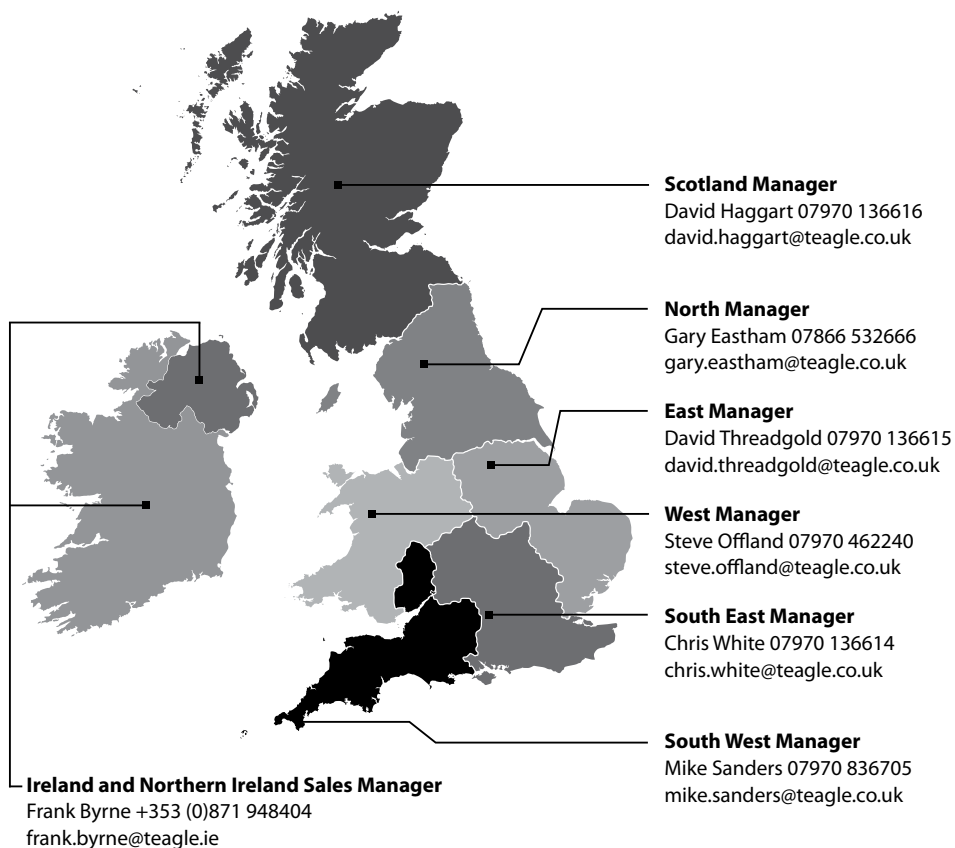 Scotland Manager
David Haggart 07970 136616
david.haggart@teagle.co.uk
North Manager
Gary Eastham 07866 532666
gary.eastham@teagle.co.uk
East Manager
David Threadgold 07970 136615
david.threadgold@teagle.co.uk
West Manager
Steve Offland 07970 462240
steve.offland@teagle.co.uk
South East Manager
Chris White 07970 136614
chris.white@teagle.co.uk
South West Manager
Mike Sanders 07970 836705
mike.sanders@teagle.co.uk
Ireland and Northern Ireland Sales Manager
Frank Byrne +353 (0)871 948404
frank.byrne@teagle.ie